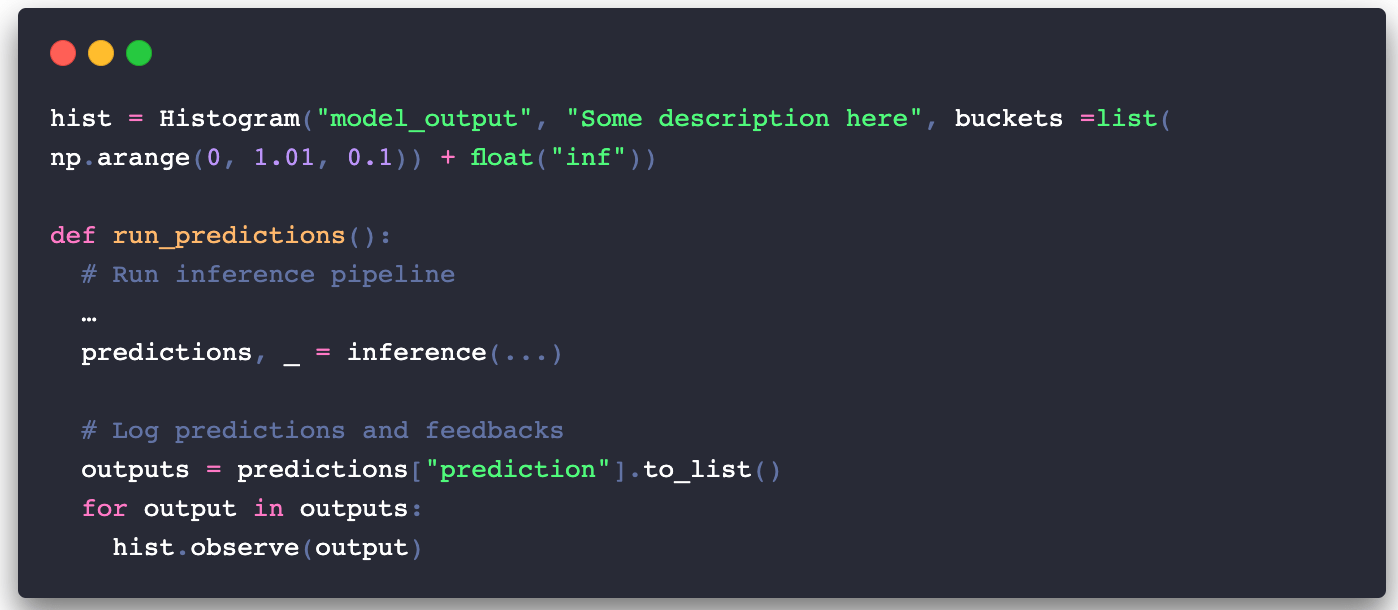 hist = Histogram("model_output", "Some description here", buckets =list(
np.arange(0, 1.01, 0.1)) + float("inf"))

def run_predictions():
  # Run inference pipeline
  …
  predictions, _ = inference(...)

  # Log predictions and feedbacks
  outputs = predictions["prediction"].to_list()
  for output in outputs:
    hist.observe(output)